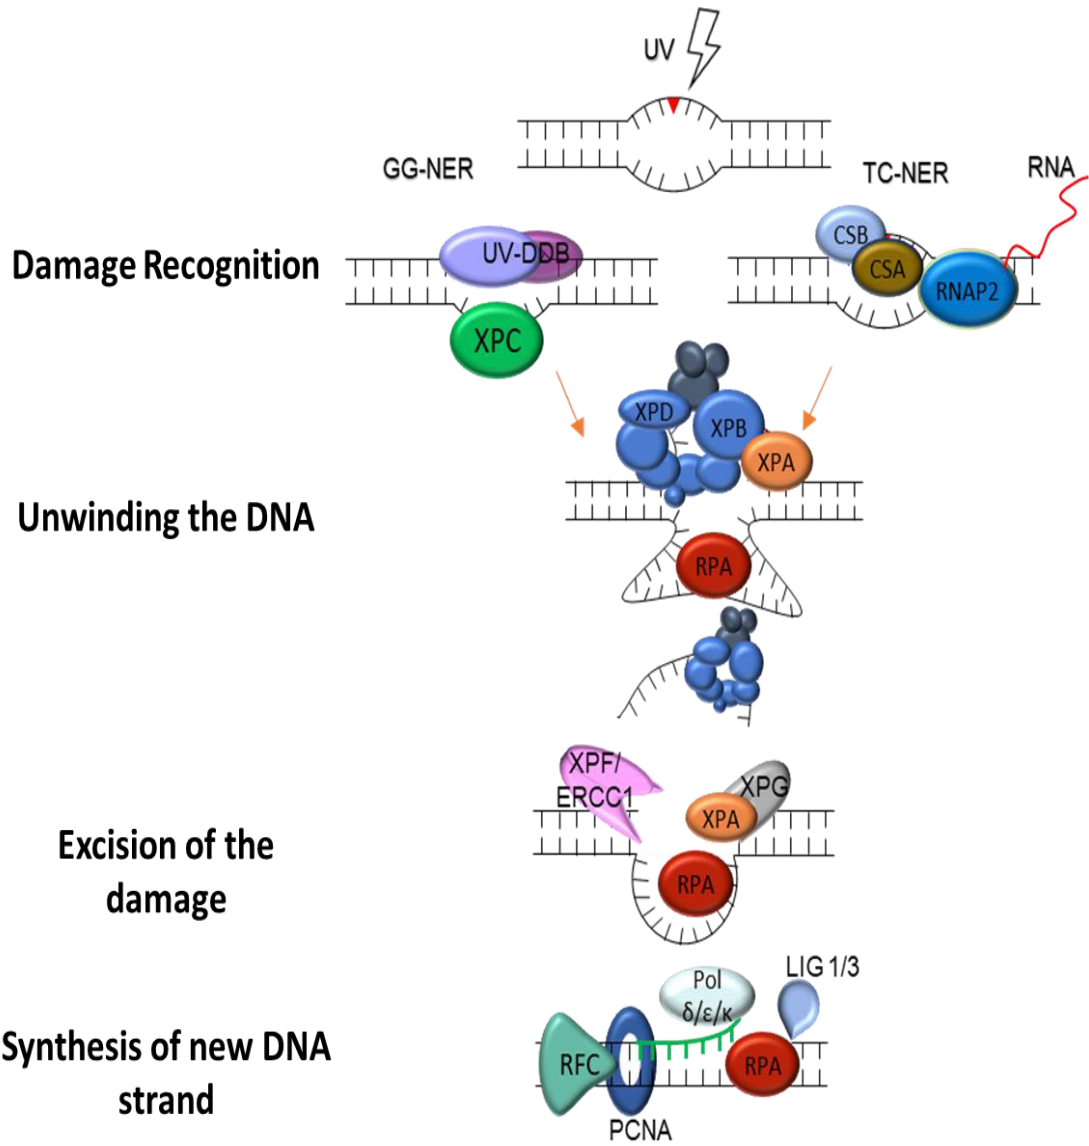 UV
GG-NER
TC-NER
RNA
Damage Recognition
UV-DDB
CSB
CSA
RNAP2
XPC
XPD
XPB
XPA
Unwinding the DNA
RPA
XPF/
ERCC1
XPG
XPA
Excision of the
damage
RPA
LIG 1/3
Pol
δ/ε/κ
Synthesis of new DNA
strand
RFC
RPA
PCNA